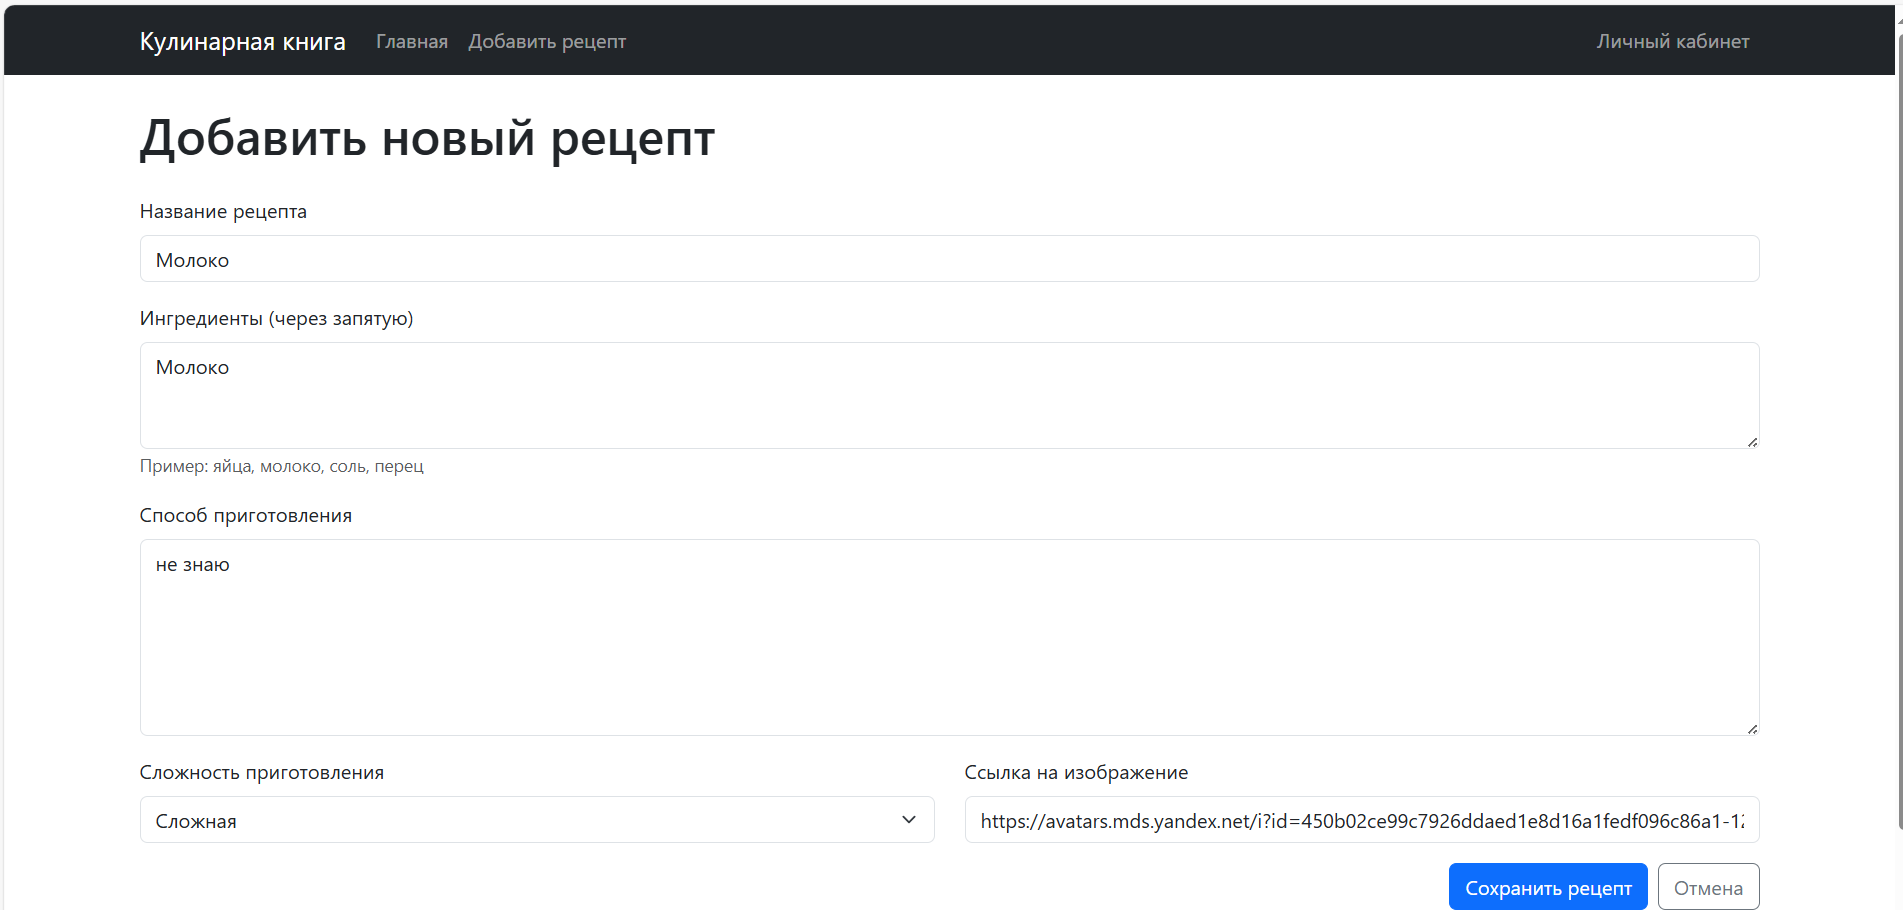 Кулинарная книга Главная Добавить рецепт Личный кабинет
Добавить новый рецепт
Название рецепта
Молоко
Ингредиенты (через запятую)
Молоко
Пример: яйца, молоко, соль, перец
Способ приготовления
не знаю
Сложность приготовления Ссылка на изображение
Сложная https://avatars.mds.yandex.net/i?id=450b02ce99c7926ddaed1e8d16a1fedf096c86a1-12
Сохранить рецепт Отмена